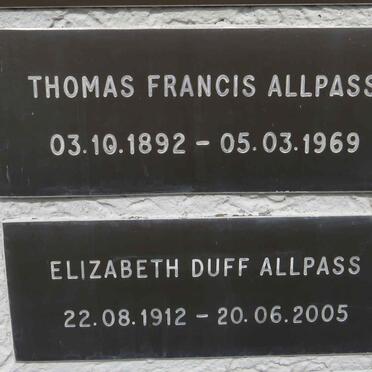 THOMAS FRANCIS ALLPASS
03.10.1892 - 05.03.1969
ELIZABETH DUFF ALLPASS
22.08.1912 - 20.06.2005